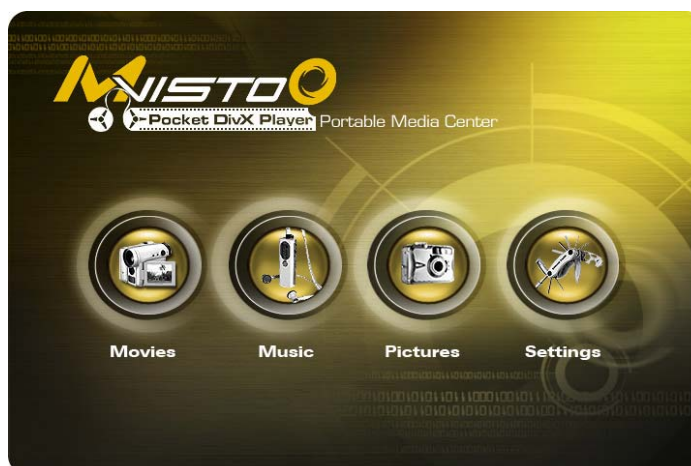 MVISTO
Pocket DivX Player Portable Media Center
Movies Music Pictures Settings